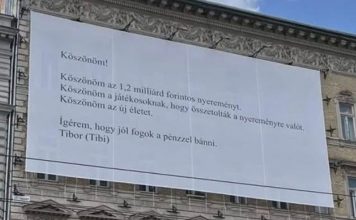 Köszönöm!
Köszönöm az 1,2 milliárd forintos nyereményt.
Köszönöm a játékosoknak, hogy összetolták a nyereményre valót.
Köszönöm az új életet.
Ígérem, hogy jól fogok a pénzzel bánni.
Tibor (Tibi)